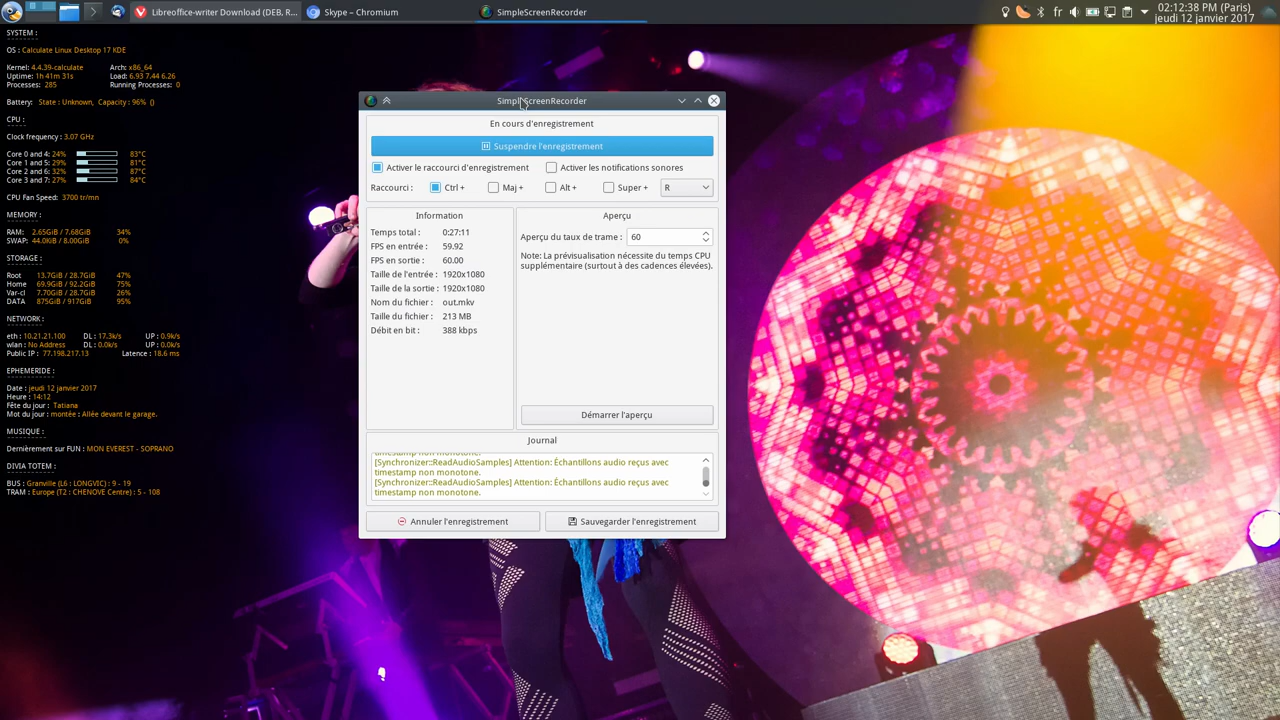 Libreoffice-writer Download (DEB, R...
Skype – Chromium
SimpleScreenRecorder
fr
02:12:38 PM (Paris)
jeudi 12 janvier 2017
SYSTEM :
OS : Calculate Linux Desktop 17 KDE
Kernel: 4.4.39-calculate Arch: x86_64
Uptime: 1h 41m 31s Load: 6.93 7.44 6.26
Processes: 285 Running Processes: 0
Battery: State : Unknown, Capacity : 96% ()
CPU :
Clock frequency : 3.07 GHz
Core 0 and 4: 24% 83°C
Core 1 and 5: 29% 81°C
Core 2 and 6: 32% 87°C
Core 3 and 7: 27% 84°C
CPU Fan Speed: 3700 tr/mn
MEMORY :
RAM: 2.65GiB / 7.68GiB 34%
SWAP: 44.0KiB / 8.00GiB 0%
STORAGE :
Root 13.7GiB / 28.7GiB 47%
Home 69.9GiB / 92.2GiB 75%
Var-cl 7.70GiB / 28.7GiB 26%
DATA 875GiB / 917GiB 95%
NETWORK :
eth : 10.21.21.100 DL : 17.3k/s UP : 0.9k/s
wlan : No Address DL : 0.0k/s UP : 0.0k/s
Public IP : 77.198.217.13 Latence : 18.6 ms
EPHEMERIDE :
Date : jeudi 12 janvier 2017
Heure : 14:12
Fête du jour : Tatiana
Mot du jour : montée : Allée devant le garage.
MUSIQUE :
Dernièrement sur FUN : MON EVEREST - SOPRANO
DIVIA TOTEM :
BUS : Granville (L6 : LONGVIC) : 9 - 19
TRAM : Europe (T2 : CHENOVE Centre) : 5 - 108
SimpleScreenRecorder
En cours d'enregistrement
Suspendre l'enregistrement
Activer le raccourci d'enregistrement Activer les notifications sonores
Raccourci : Ctrl + Maj + Alt + Super + R
Information
Temps total : 0:27:11
FPS en entrée : 59.92
FPS en sortie : 60.00
Taille de l'entrée : 1920x1080
Taille de la sortie : 1920x1080
Nom du fichier : out.mkv
Taille du fichier : 213 MB
Débit en bit : 388 kbps
Aperçu
Aperçu du taux de trame : 60
Note: La prévisualisation nécessite du temps CPU
supplémentaire (surtout à des cadences élevées).
Démarrer l'aperçu
Journal
timestamp non monotone.
[Synchronizer::ReadAudioSamples] Attention: Échantillons audio reçus avec
timestamp non monotone.
[Synchronizer::ReadAudioSamples] Attention: Échantillons audio reçus avec
timestamp non monotone.
Annuler l'enregistrement
Sauvegarder l'enregistrement